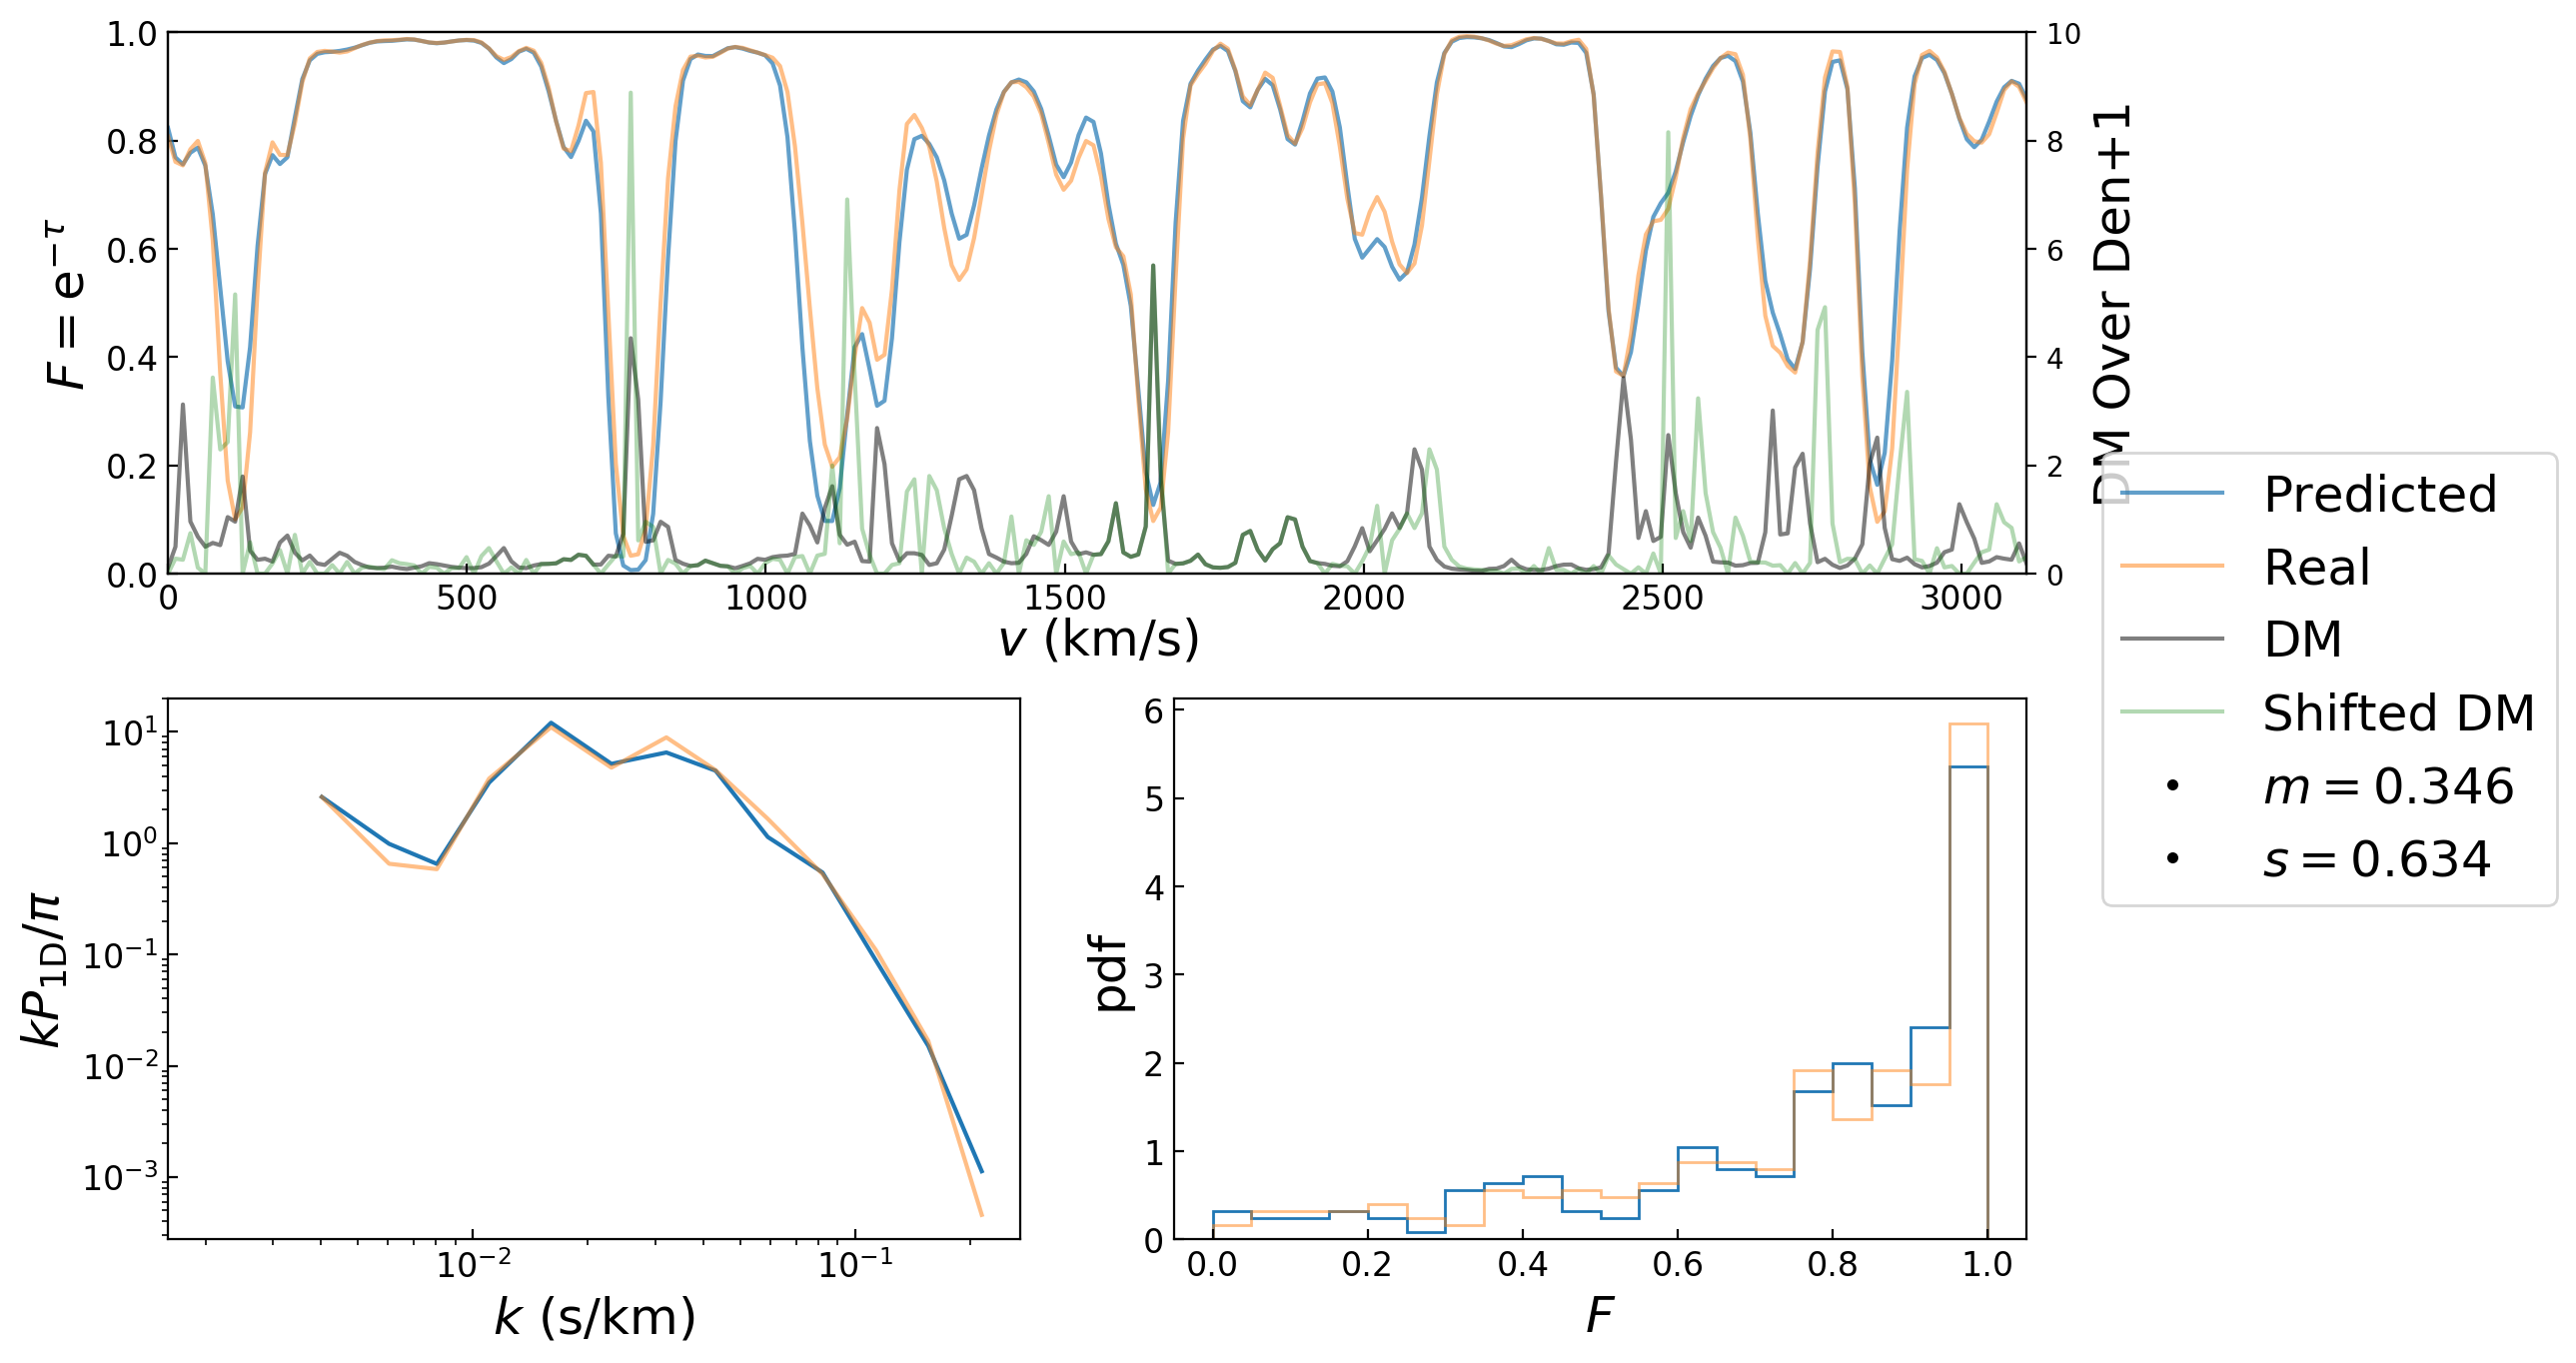 1.0
0.8
0.6
0.4
0.2
0.0
F = e^{−τ}
0 500 1000 1500 2000 2500 3000
v (km/s)
10
8
6
4
2
0
DM Over Den+1
Predicted
Real
DM
Shifted DM
m = 0.346
s = 0.634
10^1
10^0
10^{−1}
10^{−2}
10^{−3}
kP_{1D}/π
10^{−2} 10^{−1}
k (s/km)
6
5
4
3
2
1
0
pdf
0.0 0.2 0.4 0.6 0.8 1.0
F